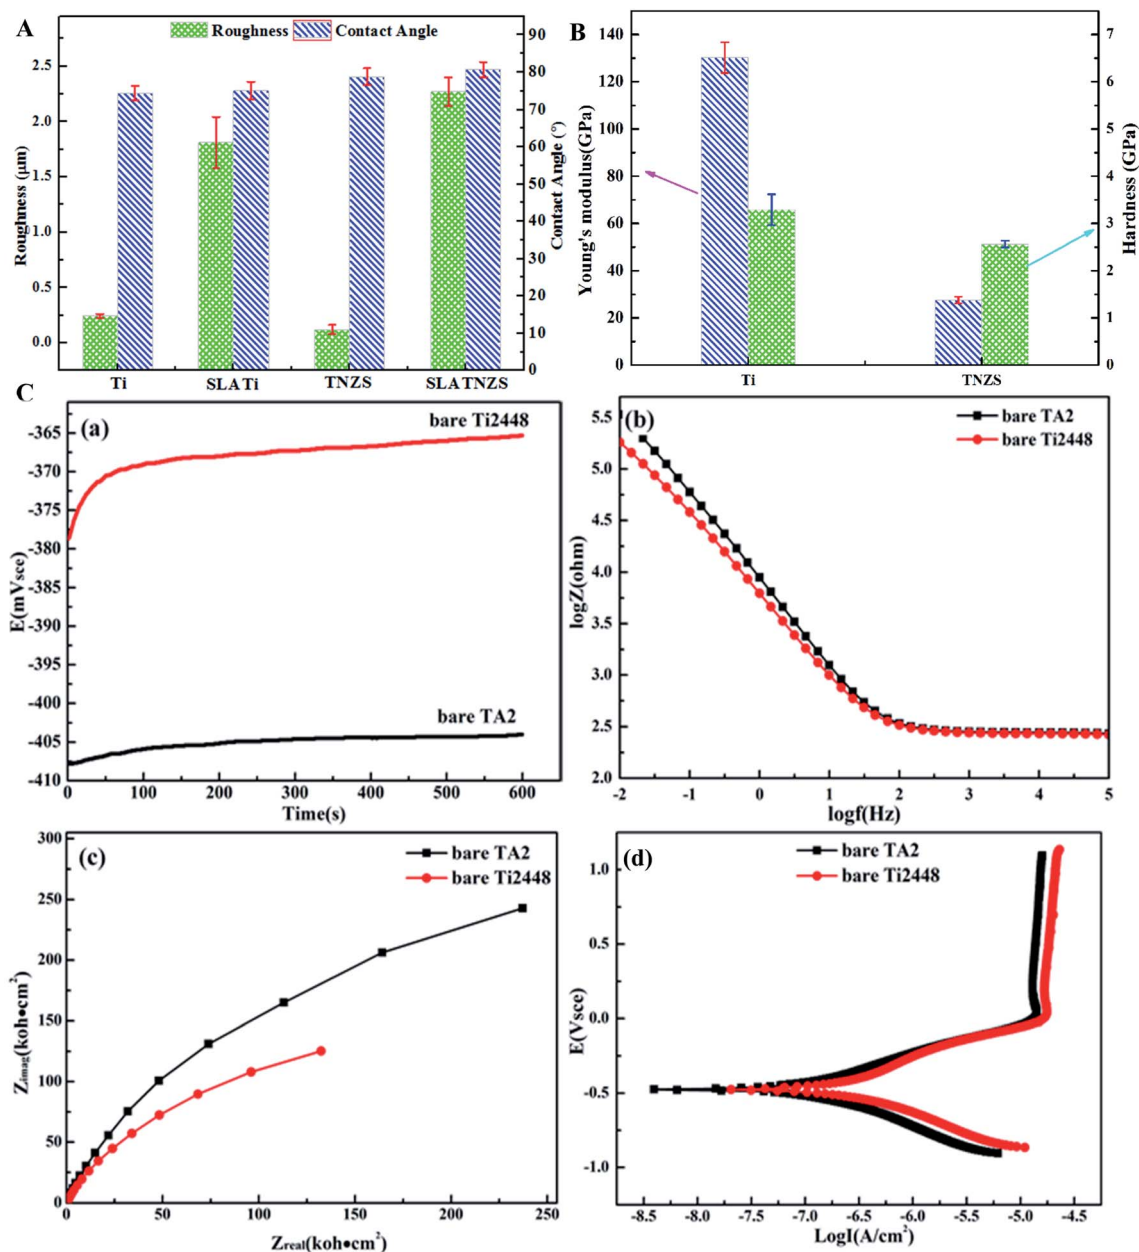 A
Roughness Contact Angle
2.5
2.0
1.5
1.0
0.5
0.0
Roughness (μm)
90
80
70
60
50
40
30
20
10
0
Contact Angle (°)
Ti SLATi TNZS SLATNZS
B
140
120
100
80
60
40
20
0
Young's modulus(GPa)
7
6
5
4
3
2
1
0
Hardness (GPa)
Ti TNZS
C
(a)
bare Ti2448
bare TA2
-365
-370
-375
-380
-385
-390
-395
-400
-405
-410
E(mVsce)
0 100 200 300 400 500 600
Time(s)
(b)
bare TA2
bare Ti2448
5.5
5.0
4.5
4.0
3.5
3.0
2.5
2.0
logZ(ohm)
-2 -1 0 1 2 3 4 5
logf(Hz)
(c)
bare TA2
bare Ti2448
300
250
200
150
100
50
0
Zimag(koh•cm²)
0 50 100 150 200 250
Zreal(koh•cm²)
(d)
bare TA2
bare Ti2448
1.0
0.5
0.0
-0.5
-1.0
E(Vsce)
-8.5 -8.0 -7.5 -7.0 -6.5 -6.0 -5.5 -5.0 -4.5
LogI(A/cm²)